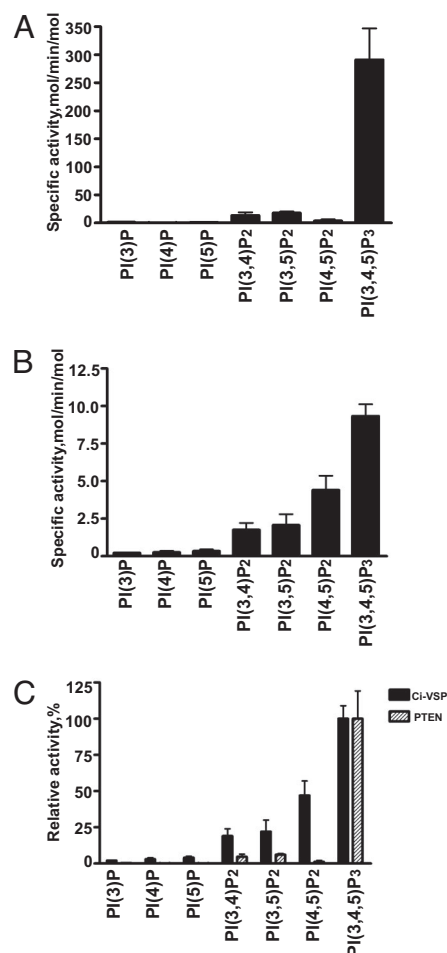 A
Specific activity,mol/min/mol
350
300
250
200
150
100
50
0
PI(3)P
PI(4)P
PI(5)P
PI(3,4)P2
PI(3,5)P2
PI(4,5)P2
PI(3,4,5)P3
B
Specific activity,mol/min/mol
12.5
10.0
7.5
5.0
2.5
0
PI(3)P
PI(4)P
PI(5)P
PI(3,4)P2
PI(3,5)P2
PI(4,5)P2
PI(3,4,5)P3
C
Relative activity,%
125
100
75
50
25
0
Ci-VSP
PTEN
PI(3)P
PI(4)P
PI(5)P
PI(3,4)P2
PI(3,5)P2
PI(4,5)P2
PI(3,4,5)P3